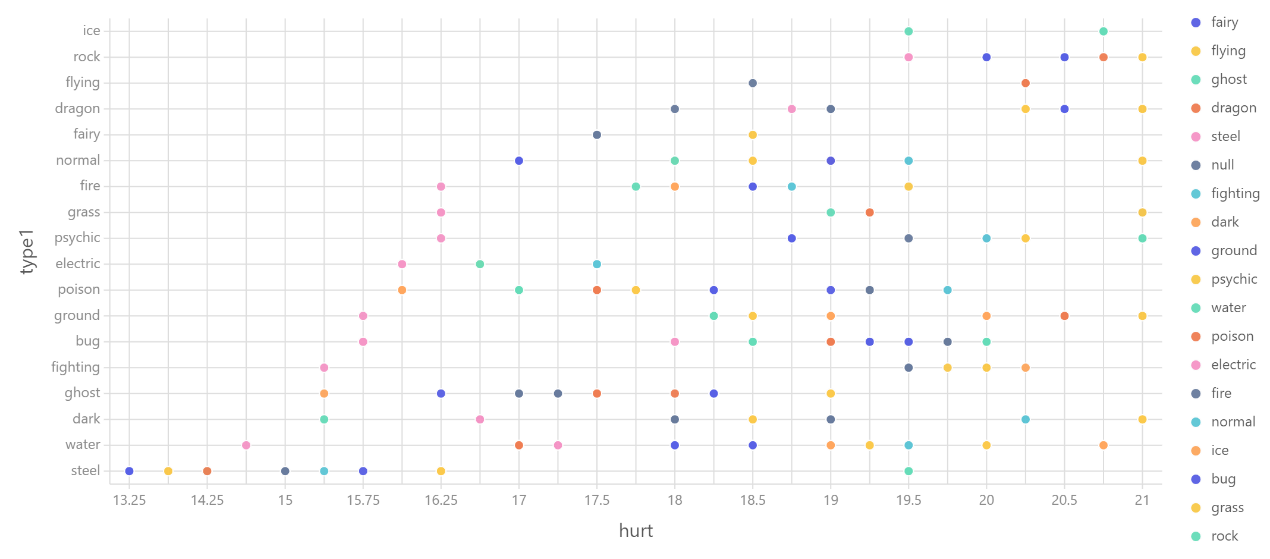 ice
rock
flying
dragon
fairy
normal
fire
grass
psychic
electric
poison
ground
bug
fighting
ghost
dark
water
steel
type1
13.25 14.25 15 15.75 16.25 17 17.5 18 18.5 19 19.5 20 20.5 21
hurt
fairy
flying
ghost
dragon
steel
null
fighting
dark
ground
psychic
water
poison
electric
fire
normal
ice
bug
grass
rock